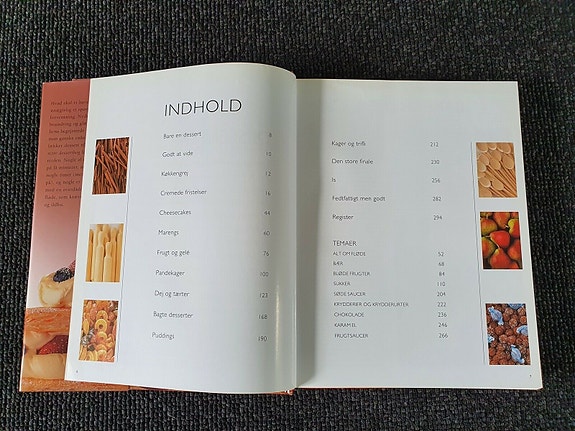 INDHOLD
Bare en dessert 8
Godt at vide 10
Køkkengrej 12
Cremede fristelser 16
Cheesecakes 44
Marengs 60
Frugt og gelé 76
Pandekager 100
Dej og tærter 123
Bagte desserter 168
Puddings 190
Kager og trifli 212
Den store finale 230
Is 256
Fedtfattigt men godt 282
Register 294
TEMAER
ALT OM FLØDE 52
BÆR 68
BLØDE FRUGTER 84
SUKKER 110
SØDE SAUCER 204
KRYDDERIER OG KRYDDERURTER 222
CHOKOLADE 236
KARAMEL 246
FRUGTSAUCER 266